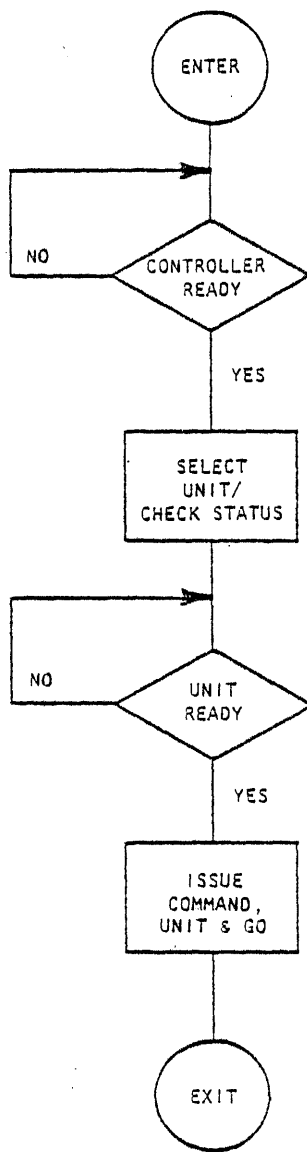 ENTER
NO
CONTROLLER
READY
YES
SELECT
UNIT/
CHECK STATUS
NO
UNIT
READY
YES
ISSUE
COMMAND,
UNIT & GO
EXIT